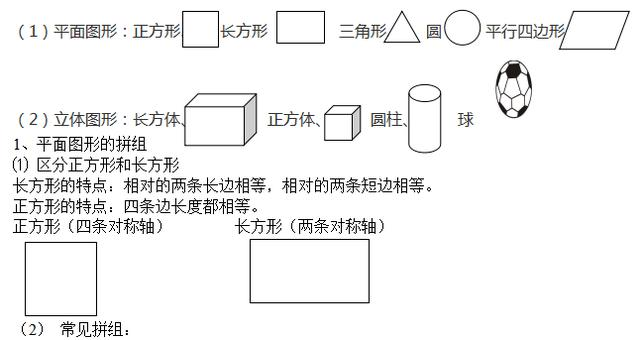 （1）平面图形：正方形 长方形 三角形 圆 平行四边形
（2）立体图形：长方体、 正方体、 圆柱、 球
1、平面图形的拼组
⑴ 区分正方形和长方形
长方形的特点：相对的两条长边相等，相对的两条短边相等。
正方形的特点：四条边长度都相等。
正方形（四条对称轴） 长方形（两条对称轴）
（2） 常见拼组：